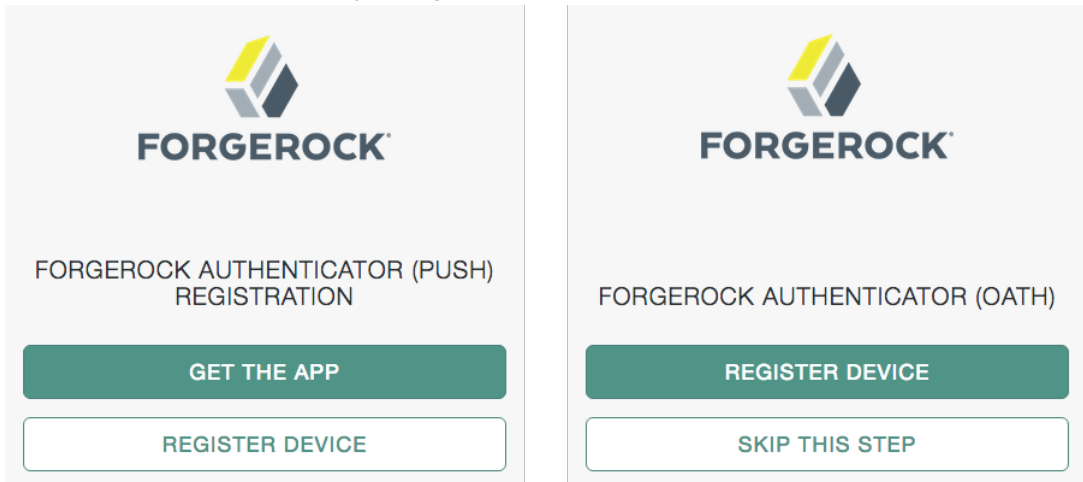 FORGEROCK
FORGEROCK AUTHENTICATOR (PUSH)
REGISTRATION
GET THE APP
REGISTER DEVICE
FORGEROCK
FORGEROCK AUTHENTICATOR (OATH)
REGISTER DEVICE
SKIP THIS STEP